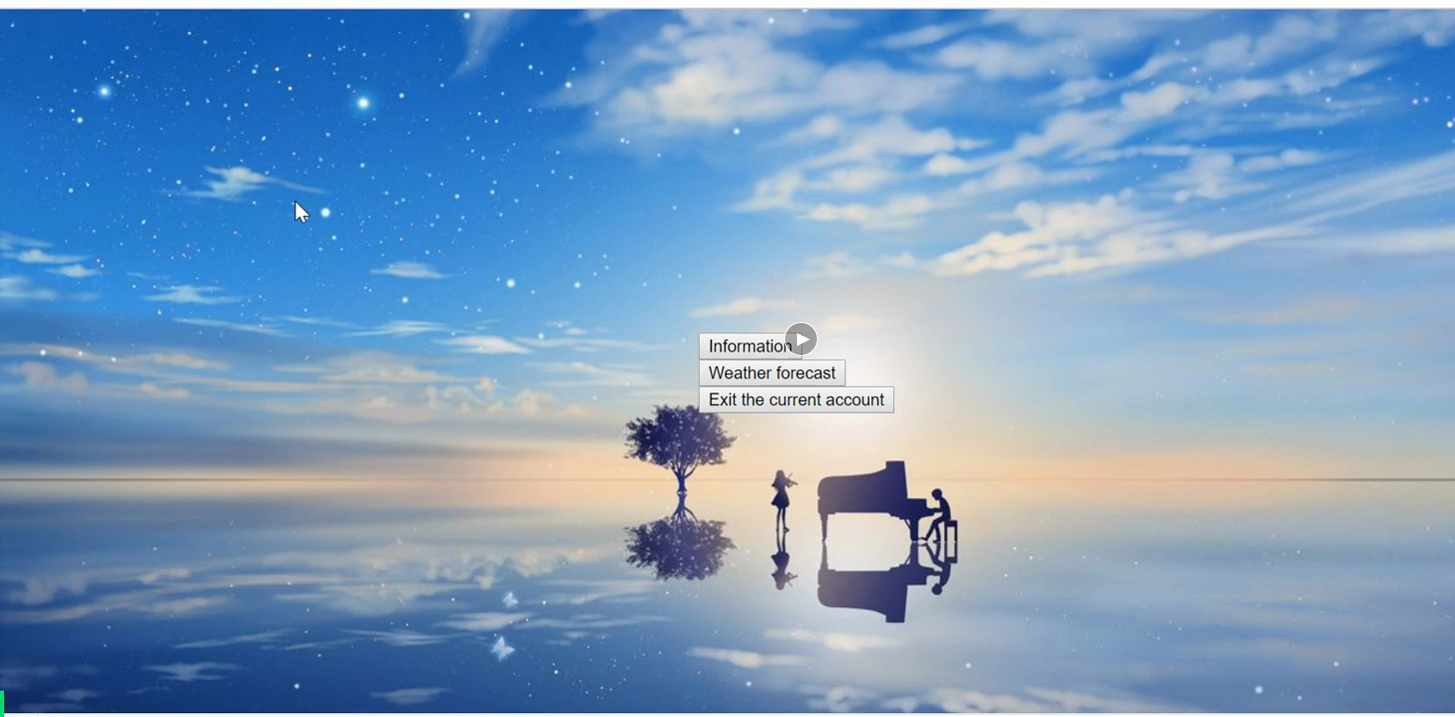 Information
Weather forecast
Exit the current account